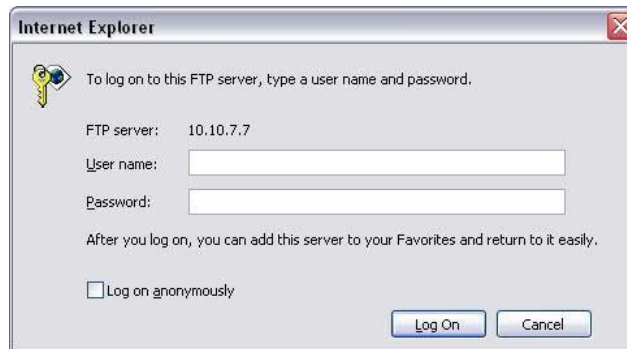 Internet Explorer
To log on to this FTP server, type a user name and password.
FTP server: 10.10.7.7
User name:
Password:
After you log on, you can add this server to your Favorites and return to it easily.
Log on anonymously
Log On Cancel